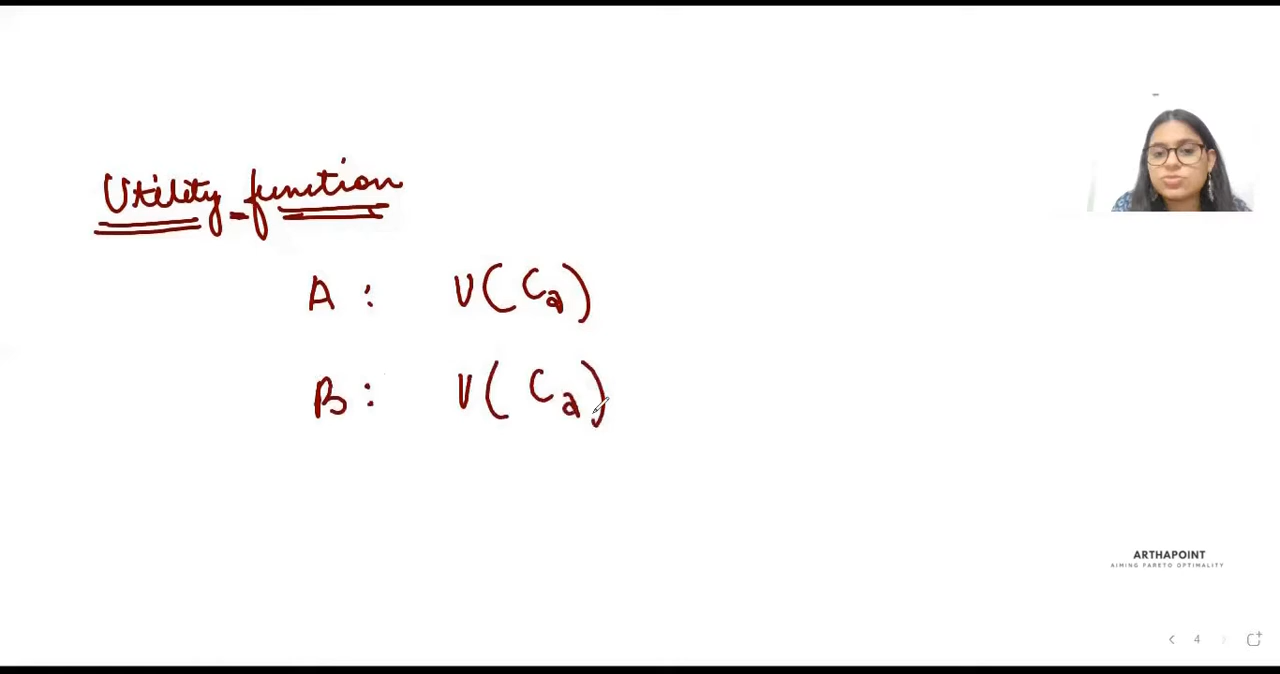 Utility function
A : U(Ca)
B : U(Ca)
ARTHAPOINT
AIMING PARETO OPTIMALITY
< 4 >